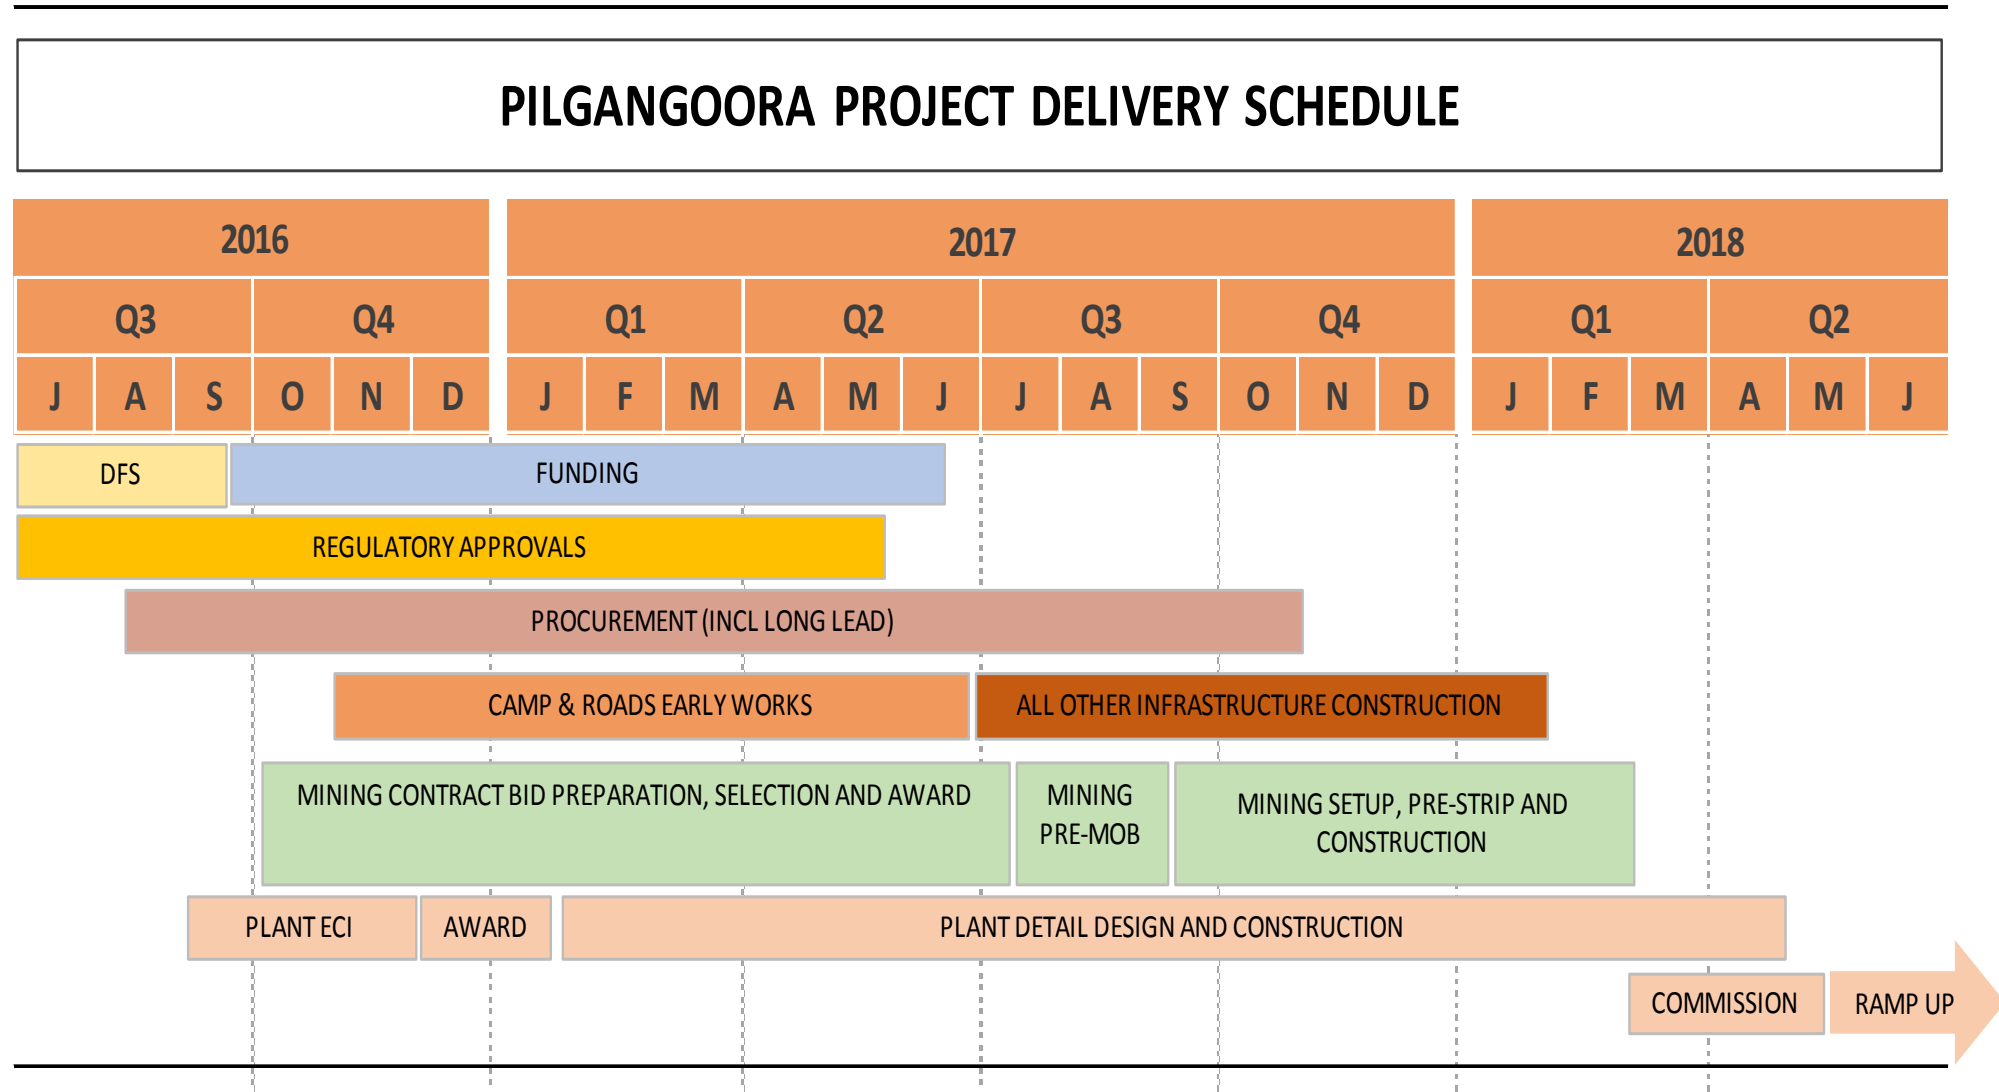 PILGANGOORA PROJECT DELIVERY SCHEDULE
2016 2017 2018
Q3 Q4 Q1 Q2 Q3 Q4 Q1 Q2
J A S O N D J F M A M J J A S O N D J F M A M J
DFS FUNDING
REGULATORY APPROVALS
PROCUREMENT (INCL LONG LEAD)
CAMP & ROADS EARLY WORKS ALL OTHER INFRASTRUCTURE CONSTRUCTION
MINING CONTRACT BID PREPARATION, SELECTION AND AWARD
MINING
PRE-MOB
MINING SETUP, PRE-STRIP AND
CONSTRUCTION
PLANT ECI AWARD PLANT DETAIL DESIGN AND CONSTRUCTION
COMMISSION RAMP UP